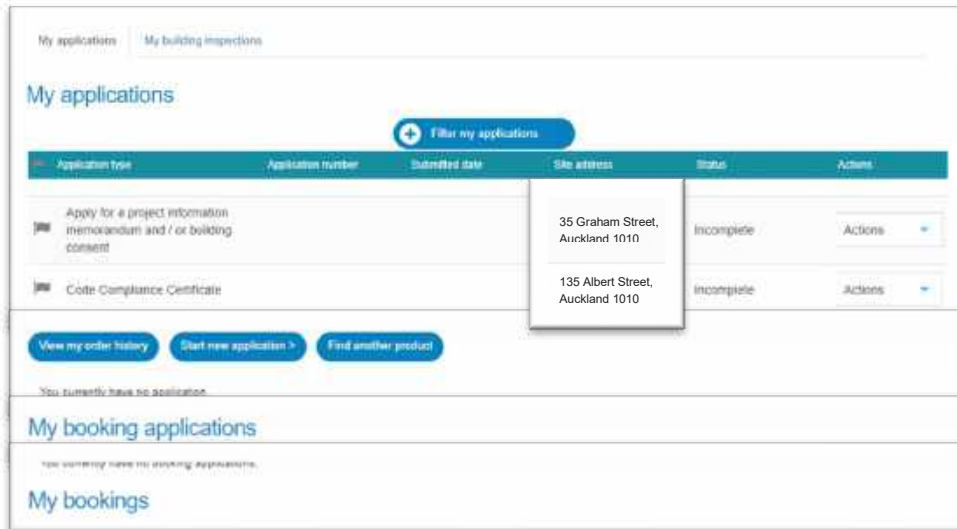 My applications My building inspections
My applications
Filter my applications
Application type Application number Submitted date Site address Status Actions
Apply for a project information
memorandum and / or building
consent
35 Graham Street,
Auckland 1010
Incomplete Actions
Code Compliance Certificate
135 Albert Street,
Auckland 1010
Incomplete Actions
View my order history Start new application > Find another product
You currently have no application
My booking applications
You currently have no booking applications.
My bookings